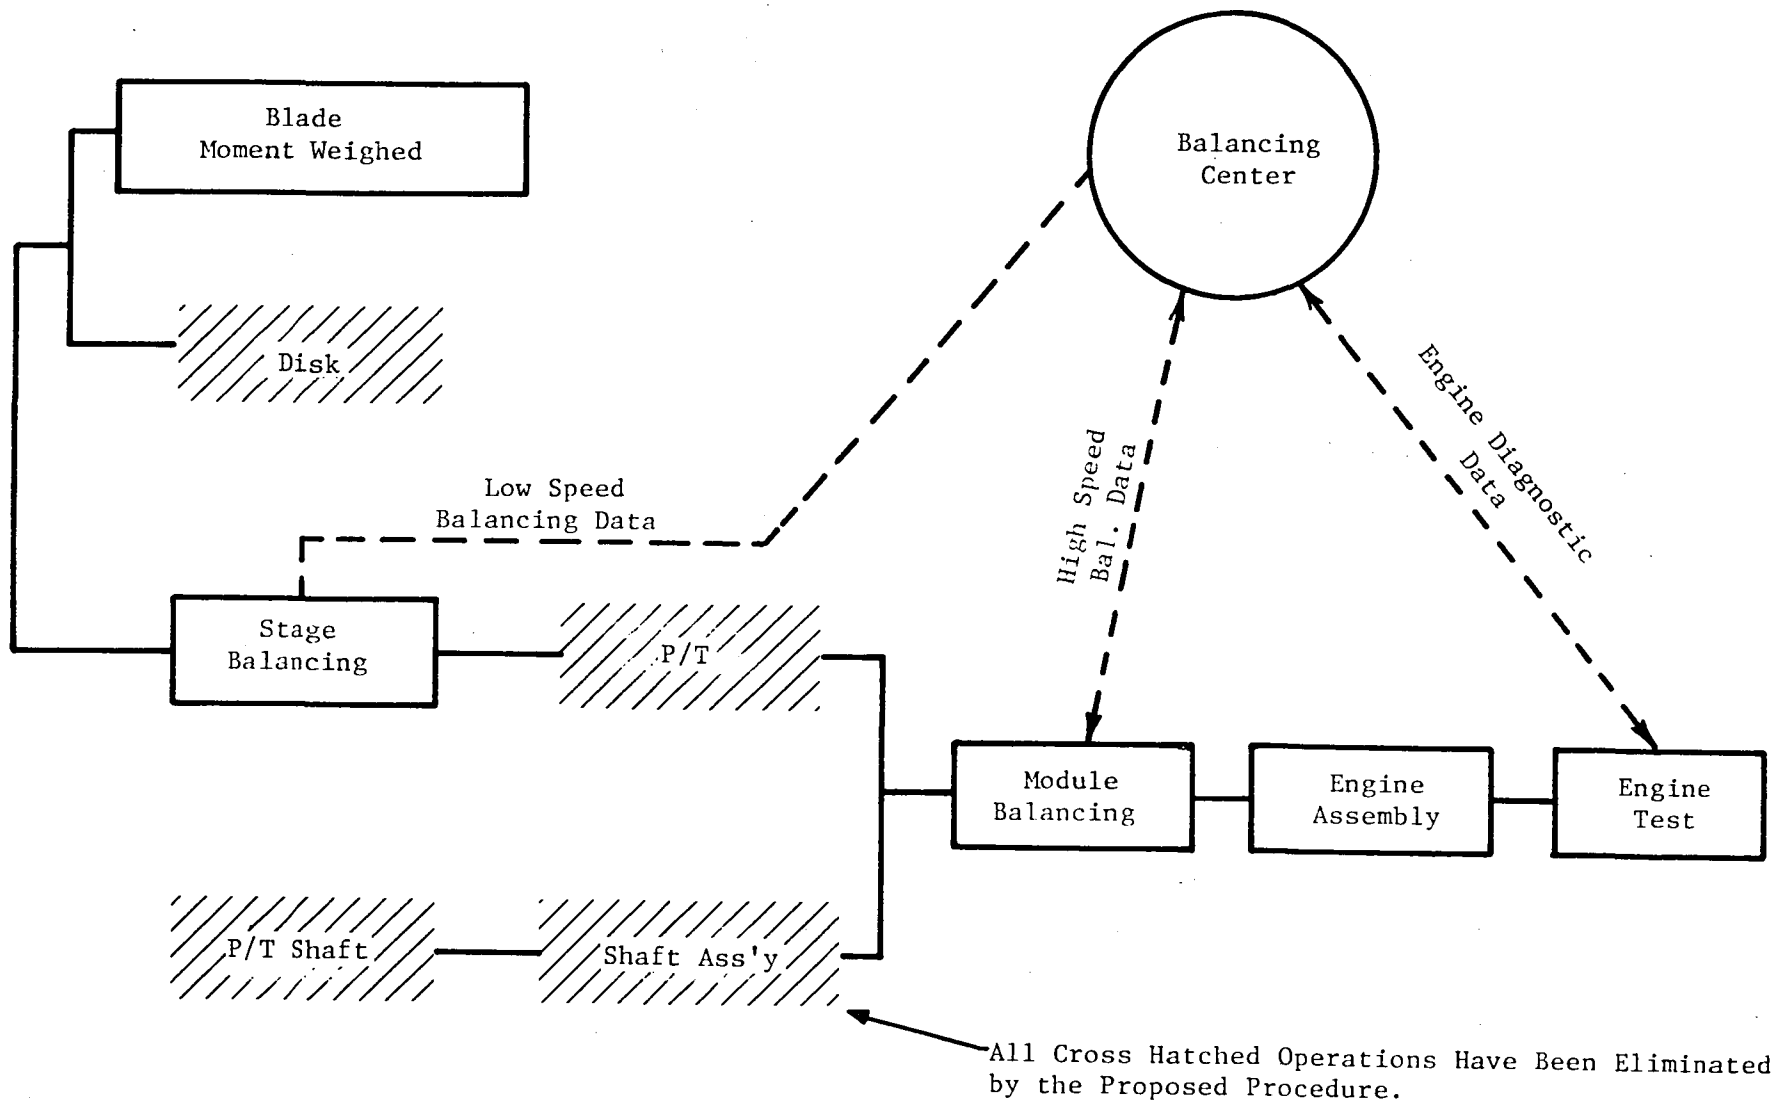 Blade
Moment Weighed
Balancing
Center
Disk
Engine Diagnostic
Data
High Speed
Bal. Data
Low Speed
Balancing Data
Stage
Balancing
P/T
Module
Balancing
Engine
Assembly
Engine
Test
P/T Shaft
Shaft Ass'y
All Cross Hatched Operations Have Been Eliminated
by the Proposed Procedure.